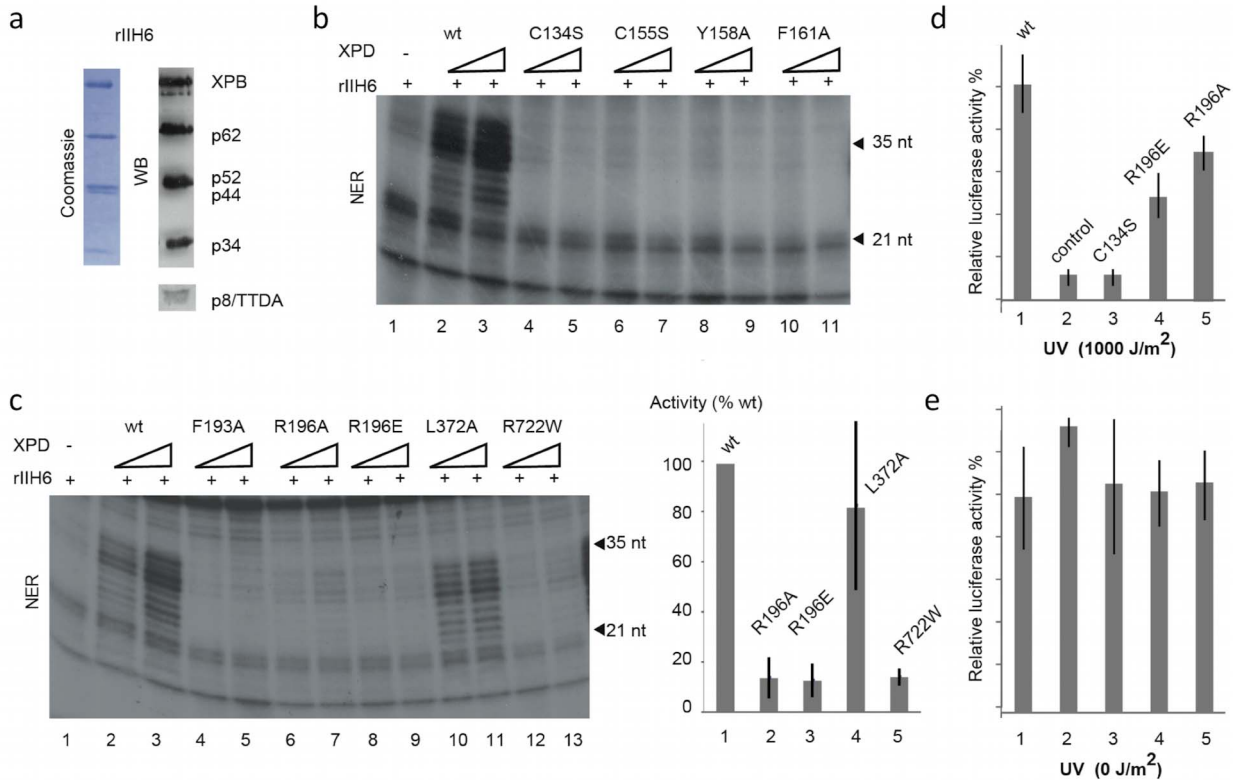 a
rIIH6
Coomassie
WB
XPB
p62
p52
p44
p34
p8/TTDA
b
wt C134S C155S Y158A F161A
XPD -
rIIH6 + + + + + + + + + + +
NER
35 nt
21 nt
1 2 3 4 5 6 7 8 9 10 11
d
Relative luciferase activity %
wt
control
C134S
R196E
R196A
1 2 3 4 5
UV (1000 J/m²)
c
wt F193A R196A R196E L372A R722W
XPD -
rIIH6 + + + + + + + + + + + + +
NER
35 nt
21 nt
1 2 3 4 5 6 7 8 9 10 11 12 13
Activity (% wt)
100
80
60
40
20
0
wt
R196A
R196E
L372A
R722W
1 2 3 4 5
e
Relative luciferase activity %
1 2 3 4 5
UV (0 J/m²)